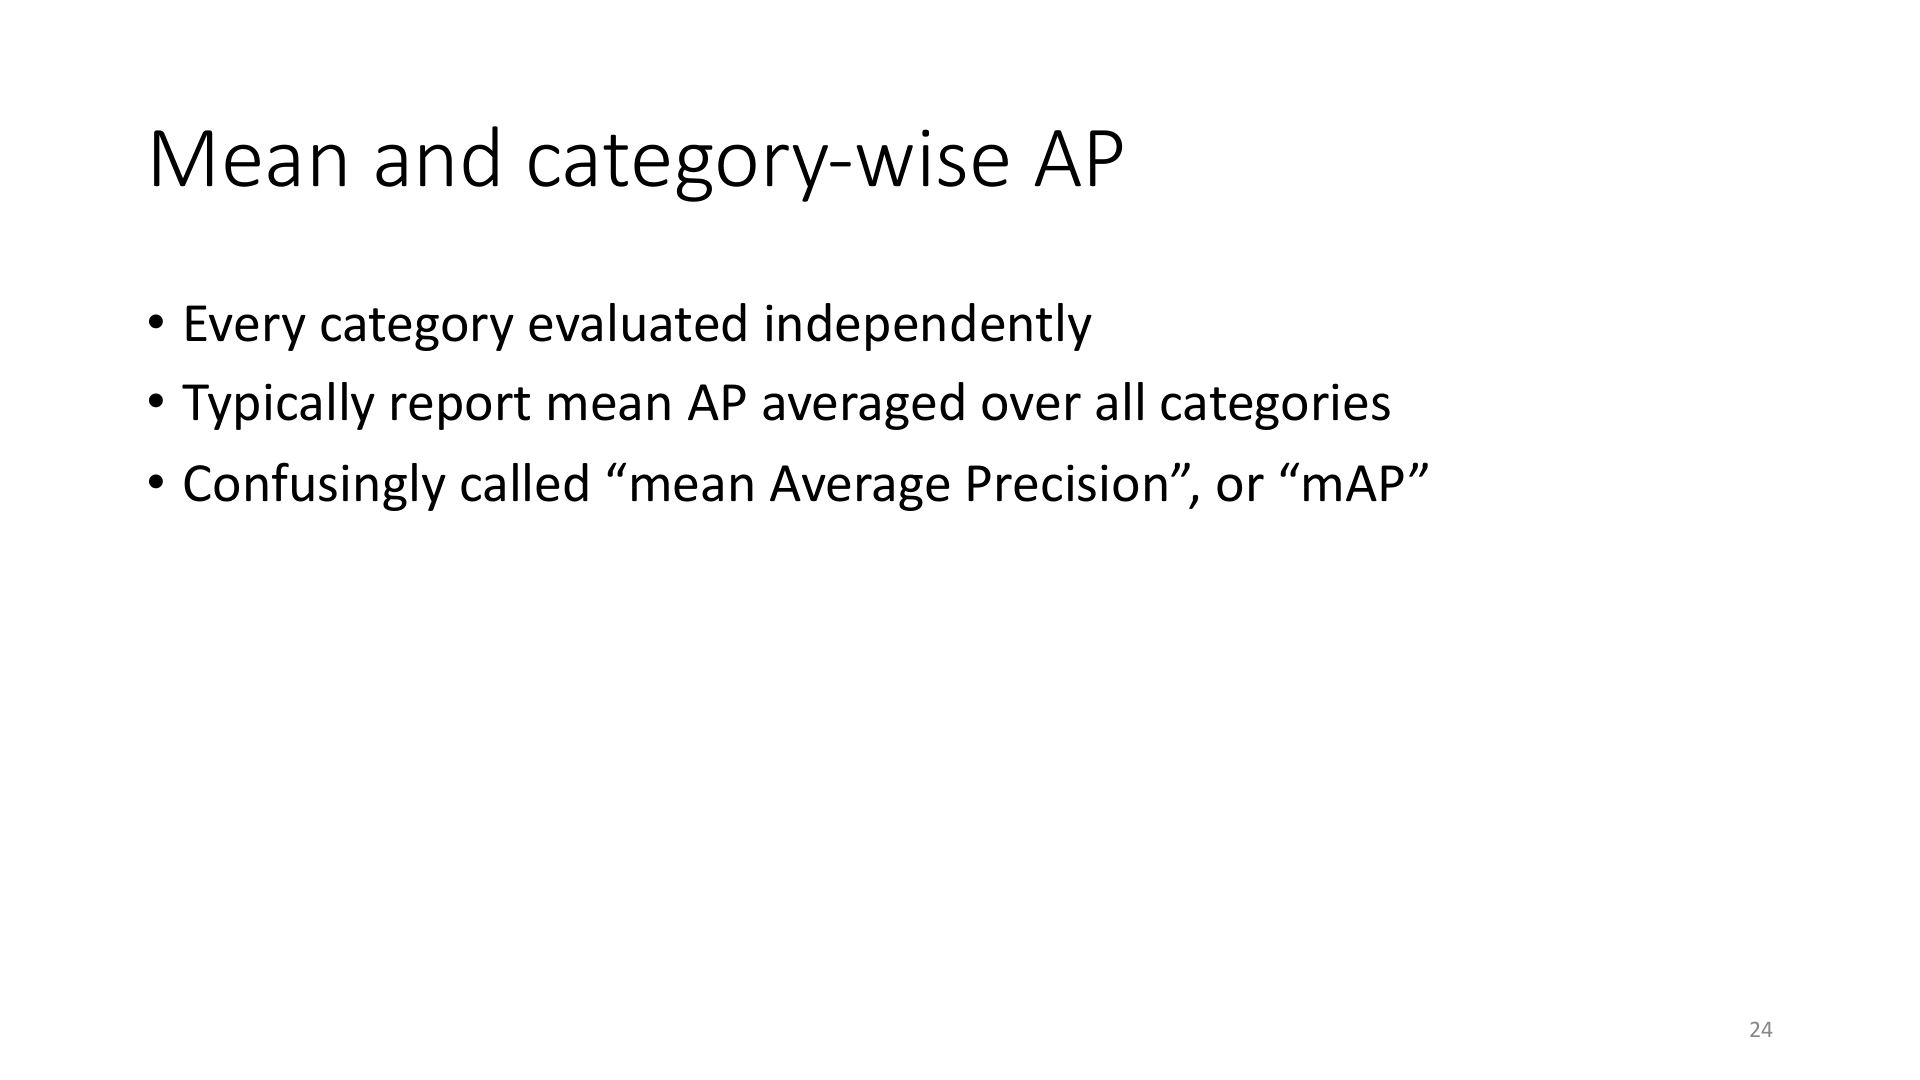 Mean and category-wise AP
• Every category evaluated independently
• Typically report mean AP averaged over all categories
• Confusingly called “mean Average Precision”, or “mAP”
24